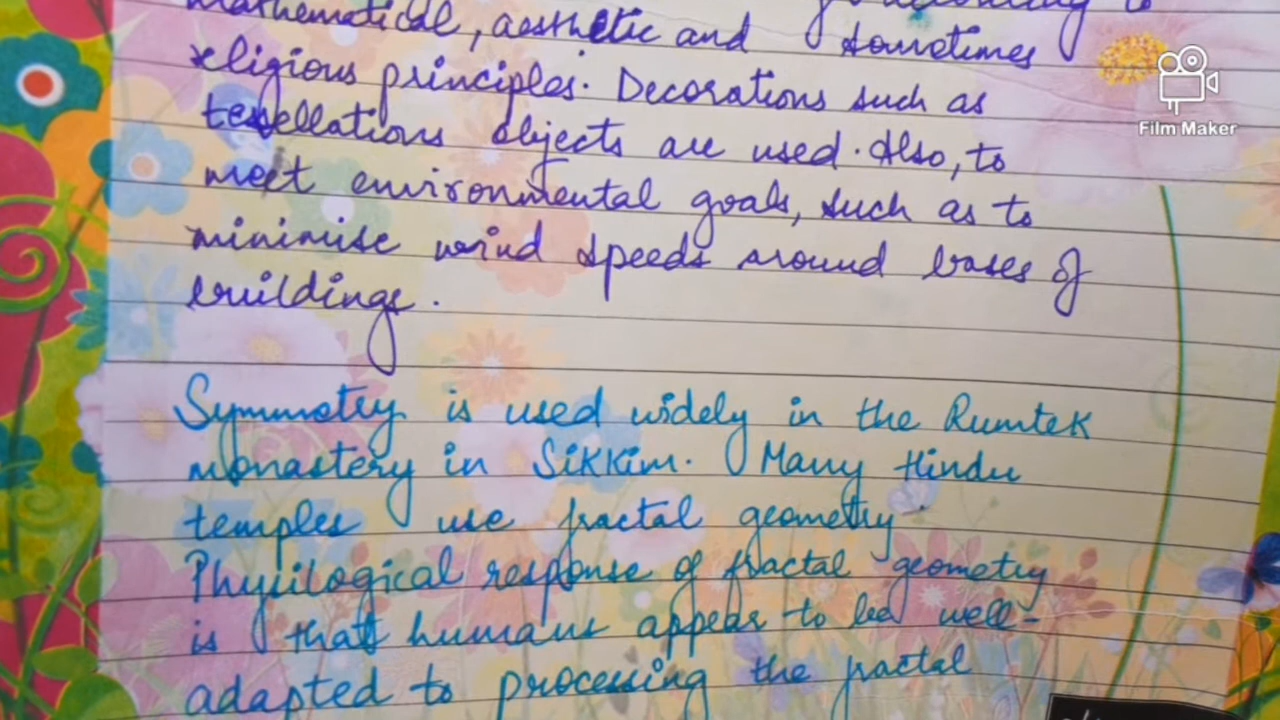 mathematical, aesthetic and sometimes
religious principles. Decorations such as
tessellations objects are used. Also, to
meet environmental goals, such as to
minimise wind speeds around bases of
buildings.
Symmetry is used widely in the Rumtek
monastery in Sikkim. Many Hindu
temples use fractal geometry.
Physilogical response of fractal geometry
is that humans appear to be well-
adapted to processing the fractal
Film Maker